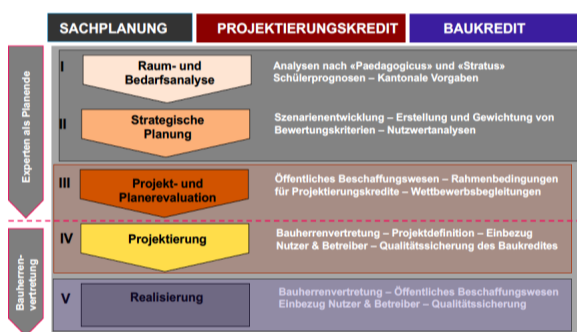 SACHPLANUNG PROJEKTIERUNGSKREDIT BAUKREDIT
Experten als Planende
I
Raum- und
Bedarfsanalyse
Analysen nach «Paedagogicus» und «Stratus»
Schülerprognosen – Kantonale Vorgaben
II
Strategische
Planung
Szenarienentwicklung – Erstellung und Gewichtung von
Bewertungskriterien – Nutzwertanalysen
III
Projekt- und
Planerevaluation
Öffentliches Beschaffungswesen – Rahmenbedingungen
für Projektierungskredite – Wettbewerbsbegleitungen
Bauherren-
vertretung
IV
Projektierung
Bauherrenvertretung – Projektdefinition – Einbezug
Nutzer & Betreiber – Qualitätssicherung des Baukredites
V
Realisierung
Bauherrenvertretung – Öffentliches Beschaffungswesen
Einbezug Nutzer & Betreiber – Qualitätssicherung